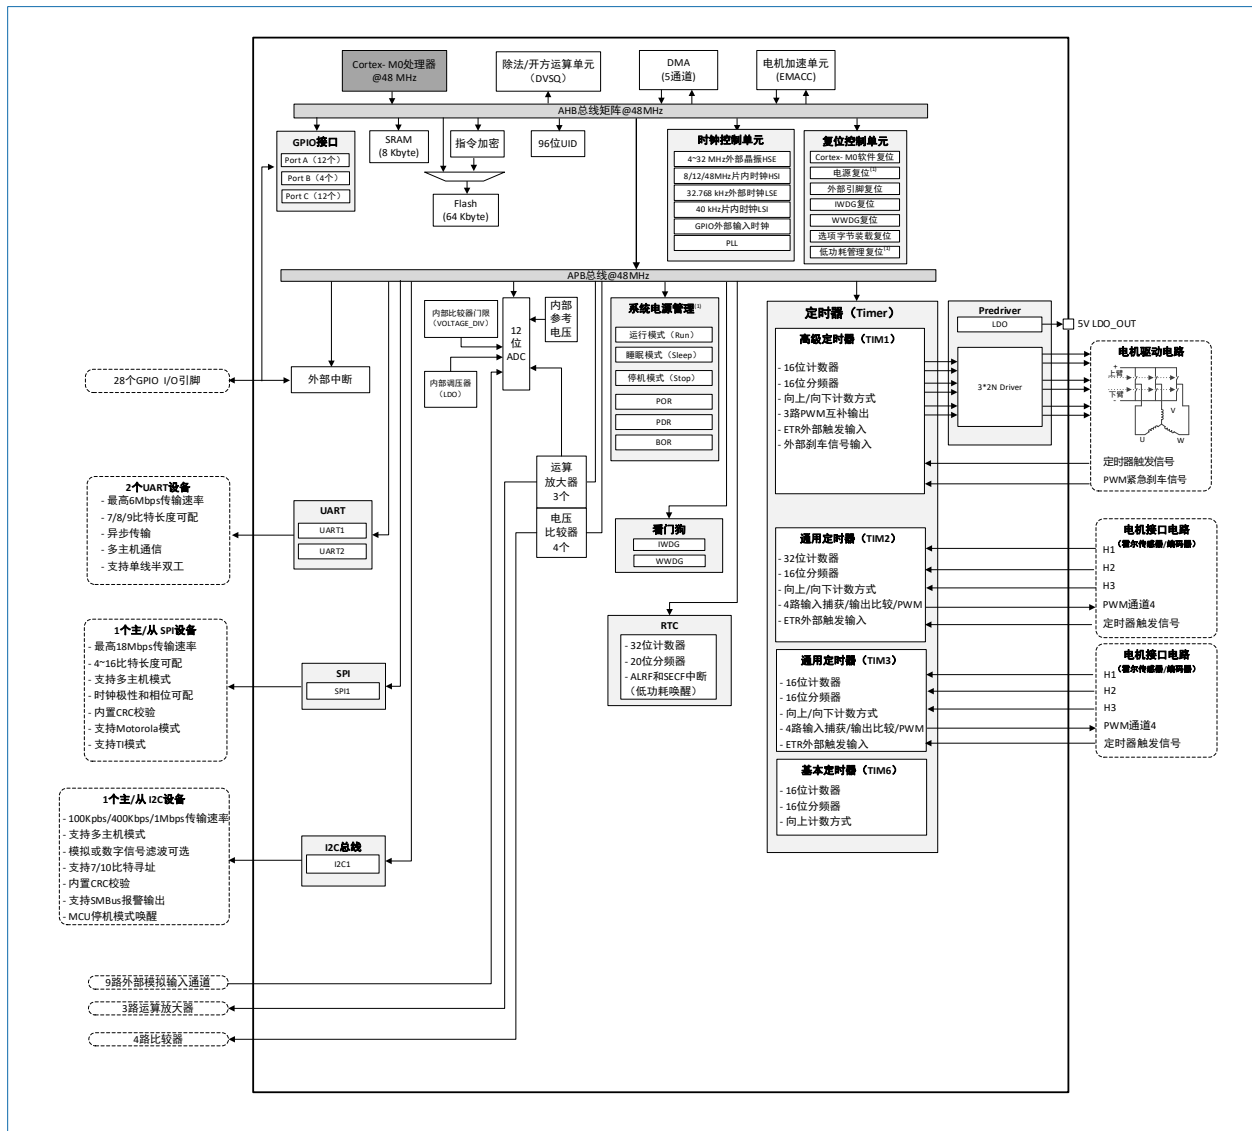 Cortex- M0处理器
@48 MHz
除法/开方运算单元
（DVSQ）
DMA
(5通道)
电机加速单元
(EMACC)
AHB总线矩阵@48MHz
GPIO接口
Port A（12个）
Port B（4个）
Port C（12个）
SRAM
(8 Kbyte)
指令加密
96位UID
Flash
(64 Kbyte)
时钟控制单元
4~32 MHz外部晶振HSE
8/12/48MHz片内时钟HSI
32.768 kHz外部时钟LSE
40 kHz片内时钟LSI
GPIO外部输入时钟
PLL
复位控制单元
Cortex- M0软件复位
电源复位(1)
外部引脚复位
IWDG复位
WWDG复位
选项字节装载复位
低功耗管理复位(1)
APB总线@48MHz
28个GPIO I/O引脚
外部中断
内部比较器门限
（VOLTAGE_DIV）
内部调压器
（LDO）
12
位
ADC
内部
参考
电压
系统电源管理(1)
运行模式（Run）
睡眠模式（Sleep）
停机模式（Stop）
POR
PDR
BOR
定时器（Timer）
高级定时器（TIM1）
- 16位计数器
- 16位分频器
- 向上/向下计数方式
- 3路PWM互补输出
- ETR外部触发输入
- 外部刹车信号输入
Predriver
LDO
3*2N Driver
5V LDO_OUT
电机驱动电路
+
上臂
下臂
-
V
U
W
定时器触发信号
PWM紧急刹车信号
运算
放大器
3个
电压
比较器
4个
2个UART设备
- 最高6Mbps传输速率
- 7/8/9比特长度可配
- 异步传输
- 多主机通信
- 支持单线半双工
UART
UART1
UART2
看门狗
IWDG
WWDG
通用定时器（TIM2）
- 32位计数器
- 16位分频器
- 向上/向下计数方式
- 4路输入捕获/输出比较/PWM
- ETR外部触发输入
电机接口电路
（霍尔传感器/编码器）
H1
H2
H3
PWM通道4
定时器触发信号
1个主/从 SPI设备
- 最高18Mbps传输速率
- 4~16比特长度可配
- 支持多主机模式
- 时钟极性和相位可配
- 内置CRC校验
- 支持Motorola模式
- 支持TI模式
SPI
SPI1
RTC
- 32位计数器
- 20位分频器
- ALRF和SECF中断
（低功耗唤醒）
通用定时器（TIM3）
- 16位计数器
- 16位分频器
- 向上/向下计数方式
- 4路输入捕获/输出比较/PWM
- ETR外部触发输入
电机接口电路
（霍尔传感器/编码器）
H1
H2
H3
PWM通道4
定时器触发信号
基本定时器（TIM6）
- 16位计数器
- 16位分频器
- 向上计数方式
1个主/从 I2C设备
- 100Kpbs/400Kbps/1Mbps传输速率
- 支持多主机模式
- 模拟或数字信号滤波可选
- 支持7/10比特寻址
- 内置CRC校验
- 支持SMBus报警输出
- MCU停机模式唤醒
I2C总线
I2C1
9路外部模拟输入通道
3路运算放大器
4路比较器